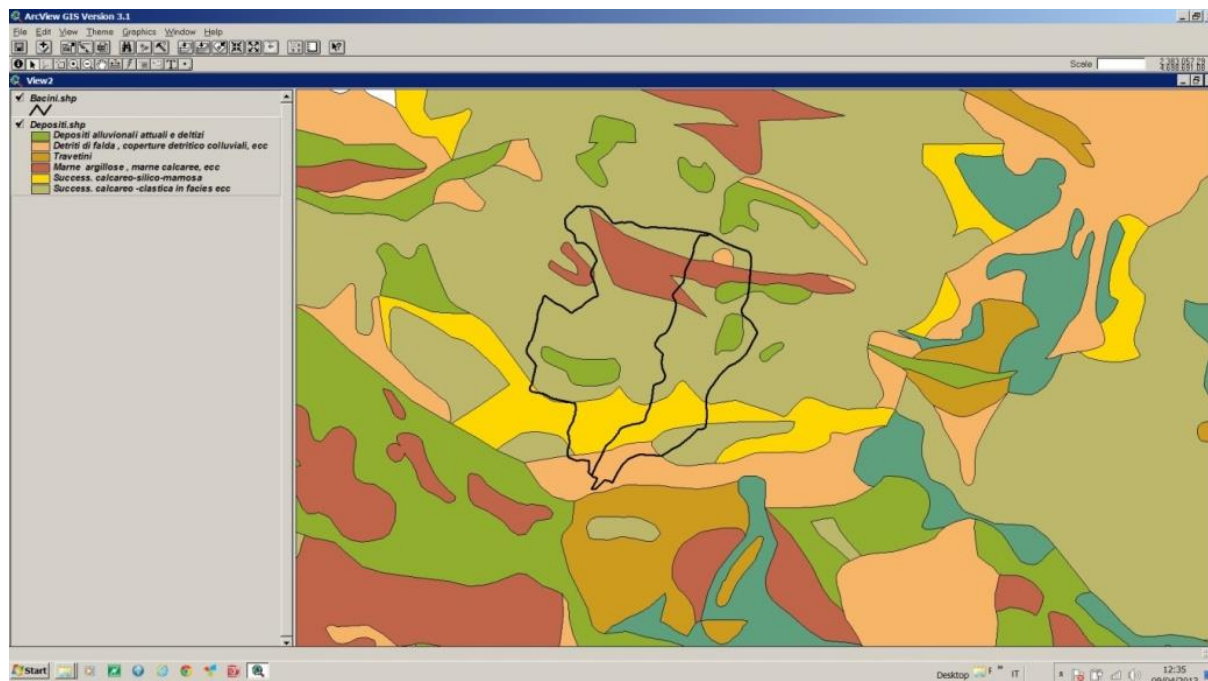 ArcView GIS Version 3.1
File Edit View Theme Graphics Window Help
Scale
View2
Bacini.shp
Depositi.shp
Depositi alluvionali attuali e deltizi
Detriti di falda , coperture detritico colluviali, ecc
Travetini
Marne argillose , marne calcaree, ecc
Success. calcareo-silico-mamosa
Success. calcareo -clastica in facies ecc
Start
Desktop
IT
12:35